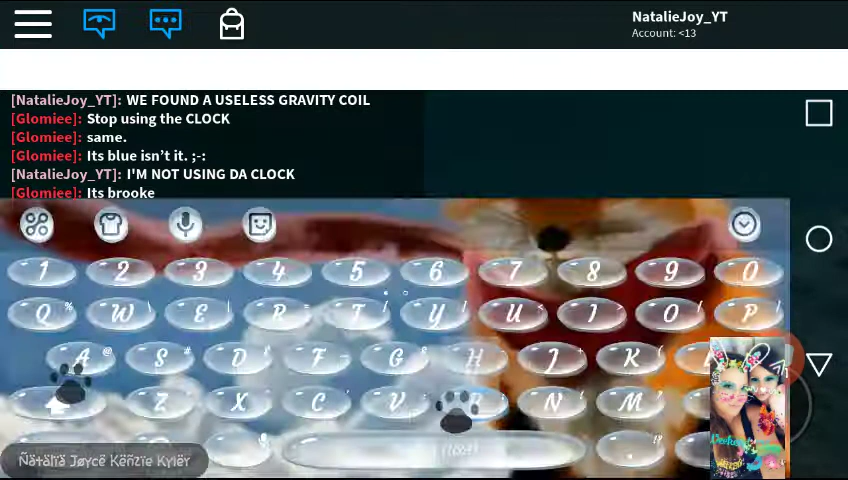 NatalieJoy_YT
Account: <13
[NatalieJoy_YT]: WE FOUND A USELESS GRAVITY COIL
[Glomiee]: Stop using the CLOCK
[Glomiee]: same.
[Glomiee]: Its blue isn't it. ;-:
[NatalieJoy_YT]: I'M NOT USING DA CLOCK
[Glomiee]: Its brooke
1 2 3 4 5 6 7 8 9 0
Q W E R T Y U I O P
A S D F G H J K
Z X C V N M
Ñätälïä Jøyçë Këñzïe Kylër